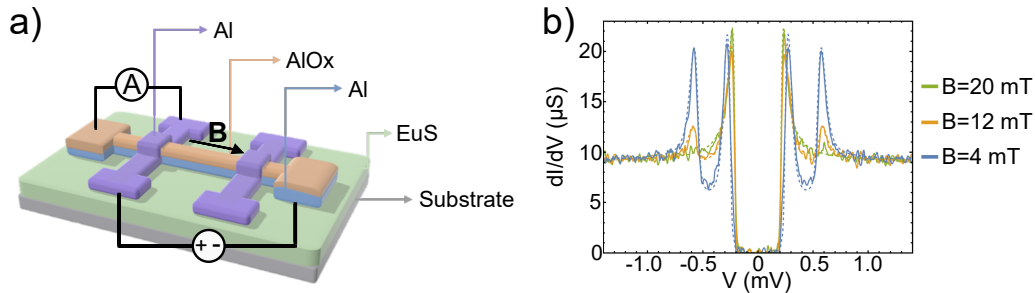 a)
Al
AlOx
Al
EuS
Substrate
A
B
+ -
b)
dI/dV (µS)
20
15
10
5
0
-1.0 -0.5 0 0.5 1.0
V (mV)
B=20 mT
B=12 mT
B=4 mT